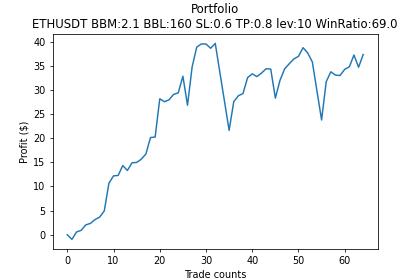 Portfolio
ETHUSDT BBM:2.1 BBL:160 SL:0.6 TP:0.8 lev:10 WinRatio:69.0
40
35
30
25
20
15
10
5
0
Profit ($)
0 10 20 30 40 50 60
Trade counts